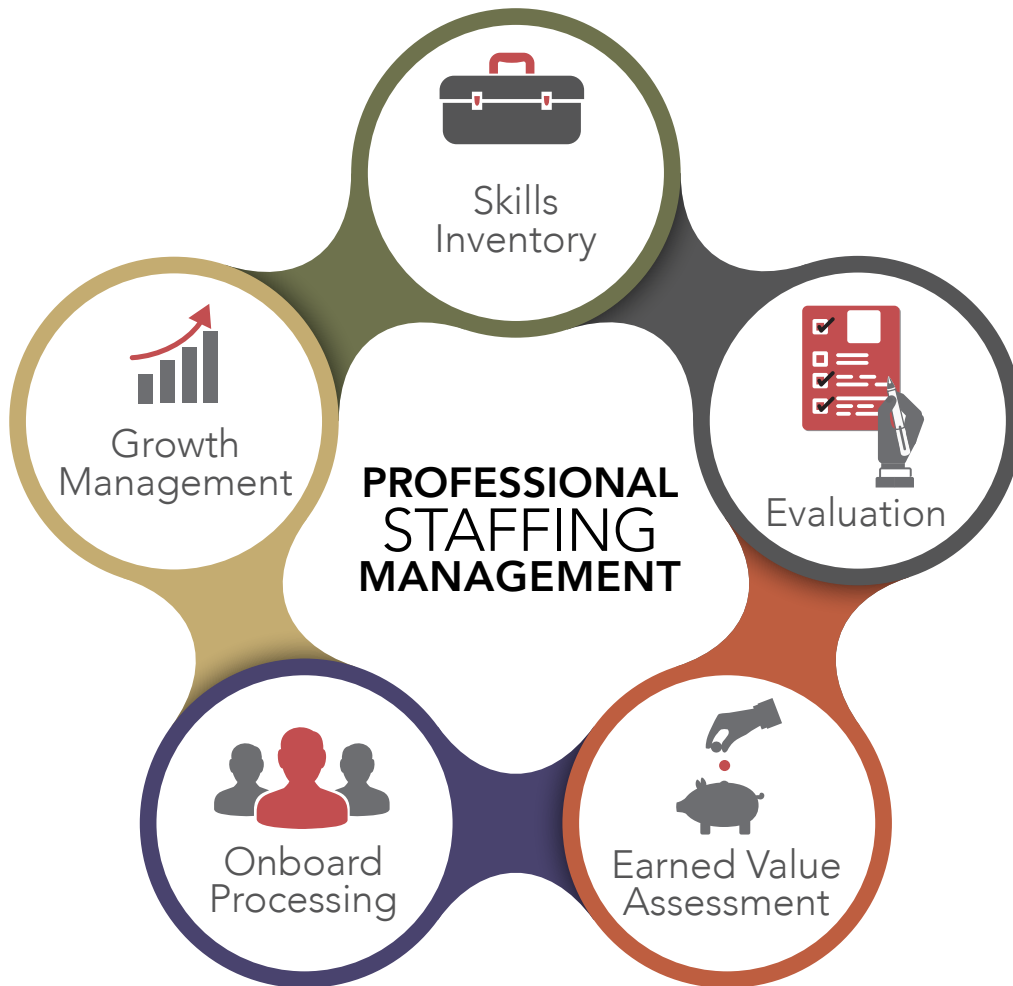 Skills
Inventory
Growth
Management
PROFESSIONAL
STAFFING
MANAGEMENT
Evaluation
Onboard
Processing
Earned Value
Assessment